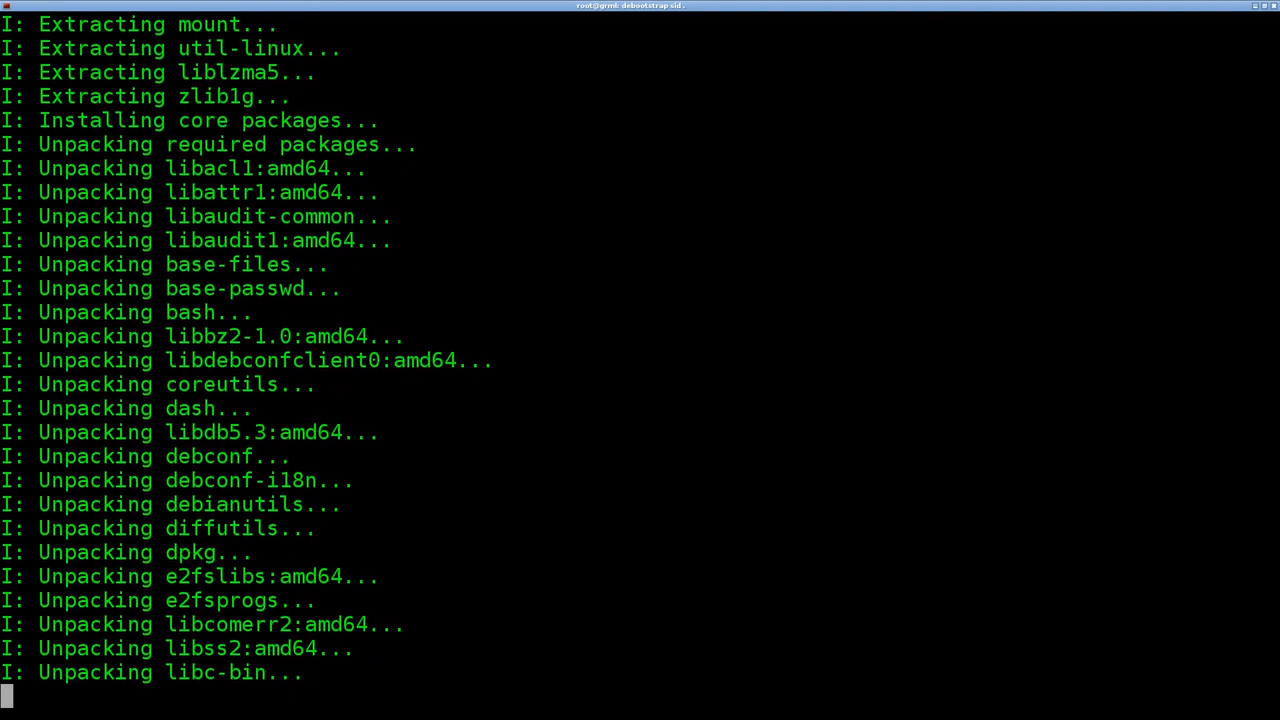 root@grml: debootstrap sid .
I: Extracting mount...
I: Extracting util-linux...
I: Extracting liblzma5...
I: Extracting zlib1g...
I: Installing core packages...
I: Unpacking required packages...
I: Unpacking libacl1:amd64...
I: Unpacking libattr1:amd64...
I: Unpacking libaudit-common...
I: Unpacking libaudit1:amd64...
I: Unpacking base-files...
I: Unpacking base-passwd...
I: Unpacking bash...
I: Unpacking libbz2-1.0:amd64...
I: Unpacking libdebconfclient0:amd64...
I: Unpacking coreutils...
I: Unpacking dash...
I: Unpacking libdb5.3:amd64...
I: Unpacking debconf...
I: Unpacking debconf-i18n...
I: Unpacking debianutils...
I: Unpacking diffutils...
I: Unpacking dpkg...
I: Unpacking e2fslibs:amd64...
I: Unpacking e2fsprogs...
I: Unpacking libcomerr2:amd64...
I: Unpacking libss2:amd64...
I: Unpacking libc-bin...